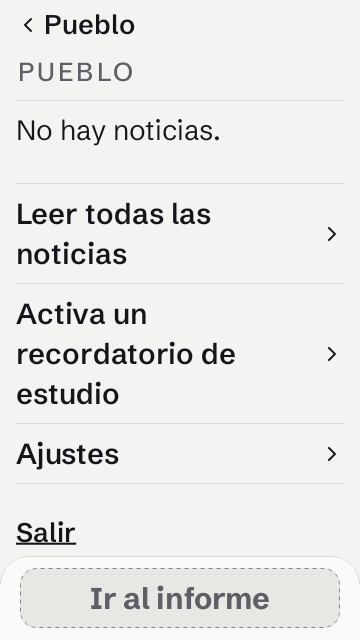 Pueblo
PUEBLO
No hay noticias.
Leer todas las
noticias
Activa un
recordatorio de
estudio
Ajustes
Salir
Ir al informe